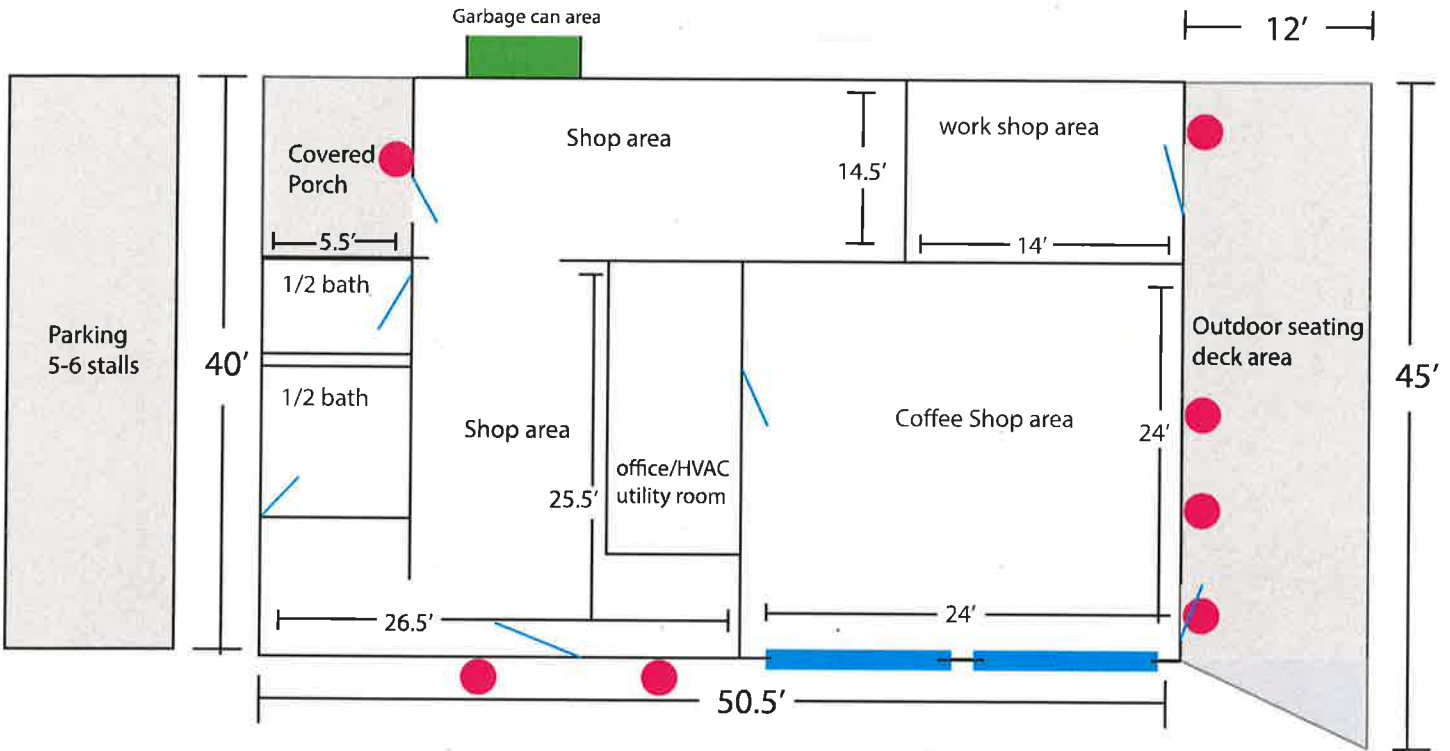 Garbage can area
12'
Shop area
work shop area
Covered
Porch
14.5'
5.5'
14'
1/2 bath
Parking
5-6 stalls
40'
Outdoor seating
deck area
45'
1/2 bath
Shop area
Coffee Shop area
24'
office/HVAC
utility room
25.5'
26.5'
24'
50.5'